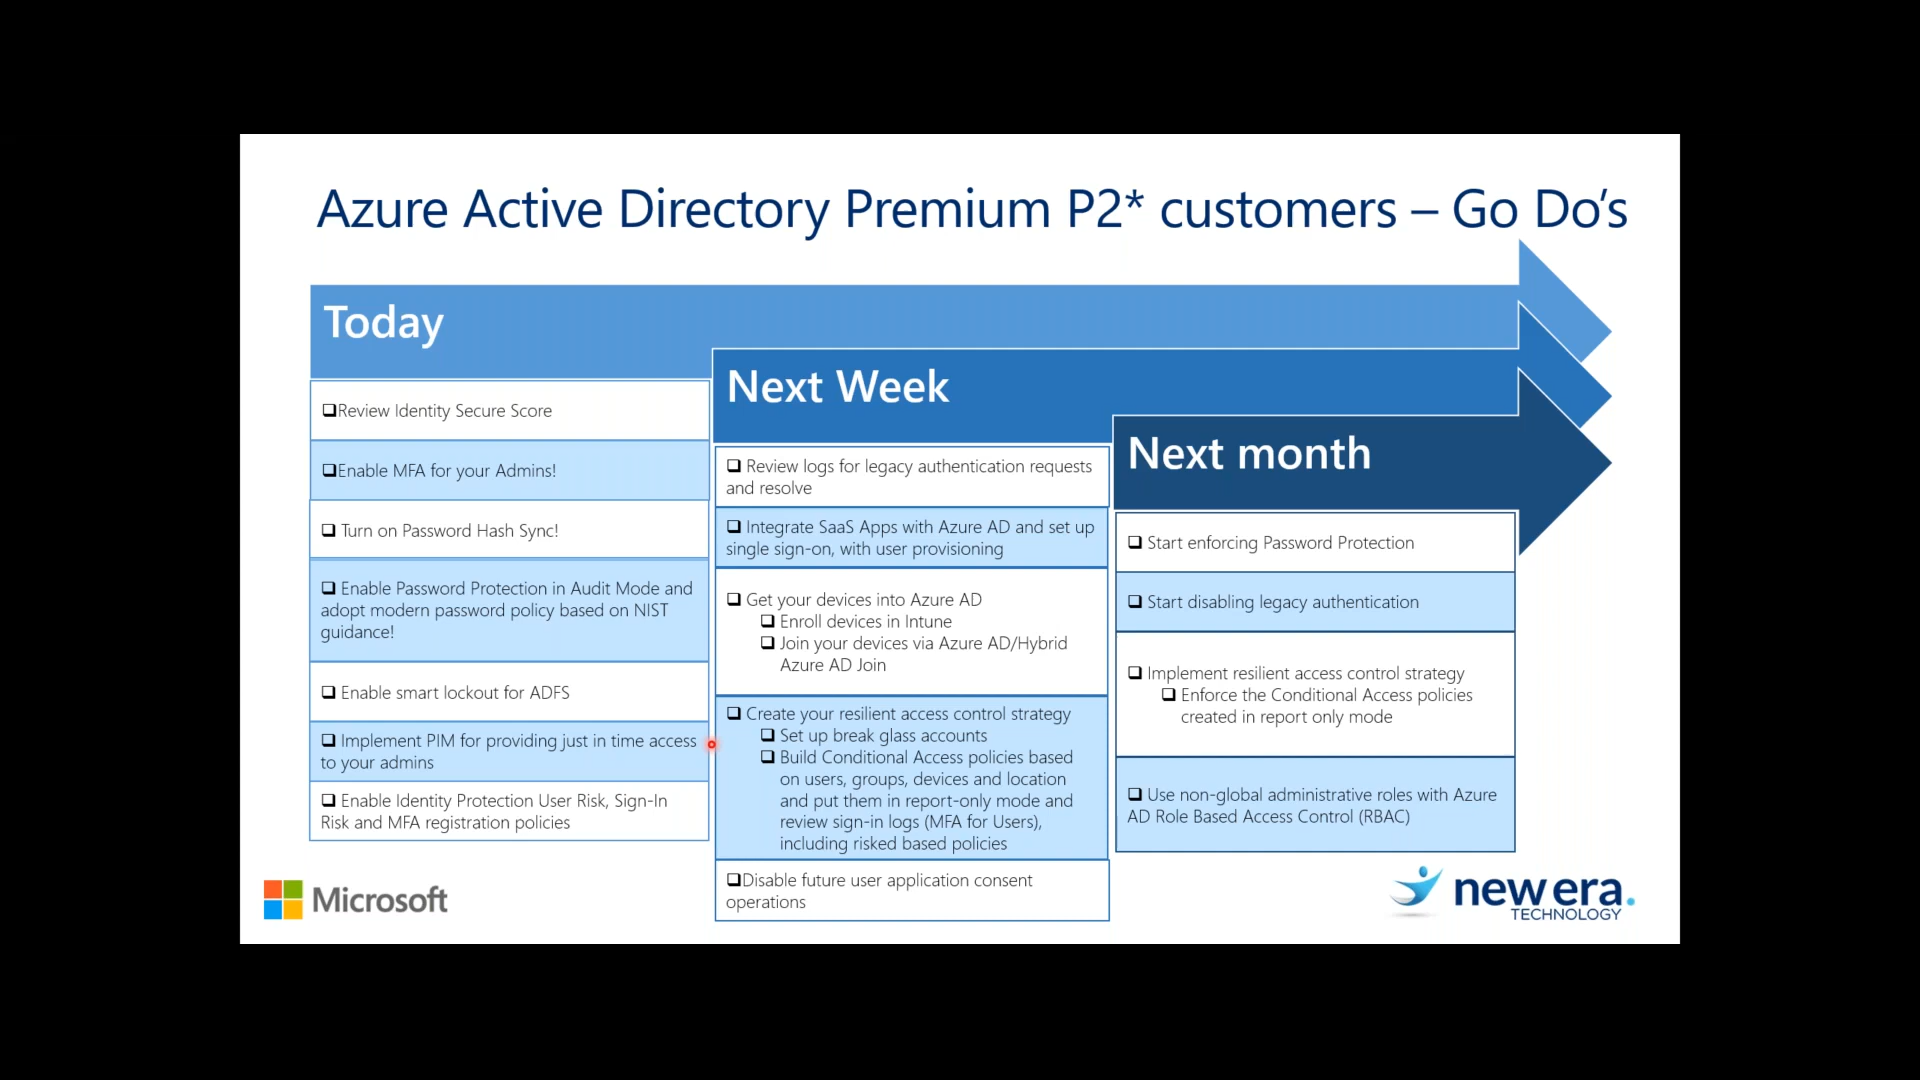 Azure Active Directory Premium P2* customers – Go Do's
Today
❑Review Identity Secure Score
❑Enable MFA for your Admins!
❑ Turn on Password Hash Sync!
❑ Enable Password Protection in Audit Mode and
adopt modern password policy based on NIST
guidance!
❑ Enable smart lockout for ADFS
❑ Implement PIM for providing just in time access
to your admins
❑ Enable Identity Protection User Risk, Sign-In
Risk and MFA registration policies
Next Week
❑ Review logs for legacy authentication requests
and resolve
❑ Integrate SaaS Apps with Azure AD and set up
single sign-on, with user provisioning
❑ Get your devices into Azure AD
❑ Enroll devices in Intune
❑ Join your devices via Azure AD/Hybrid
Azure AD Join
❑ Create your resilient access control strategy
❑ Set up break glass accounts
❑ Build Conditional Access policies based
on users, groups, devices and location
and put them in report-only mode and
review sign-in logs (MFA for Users),
including risked based policies
❑Disable future user application consent
operations
Next month
❑ Start enforcing Password Protection
❑ Start disabling legacy authentication
❑ Implement resilient access control strategy
❑ Enforce the Conditional Access policies
created in report only mode
❑ Use non-global administrative roles with Azure
AD Role Based Access Control (RBAC)
Microsoft
new era.
TECHNOLOGY